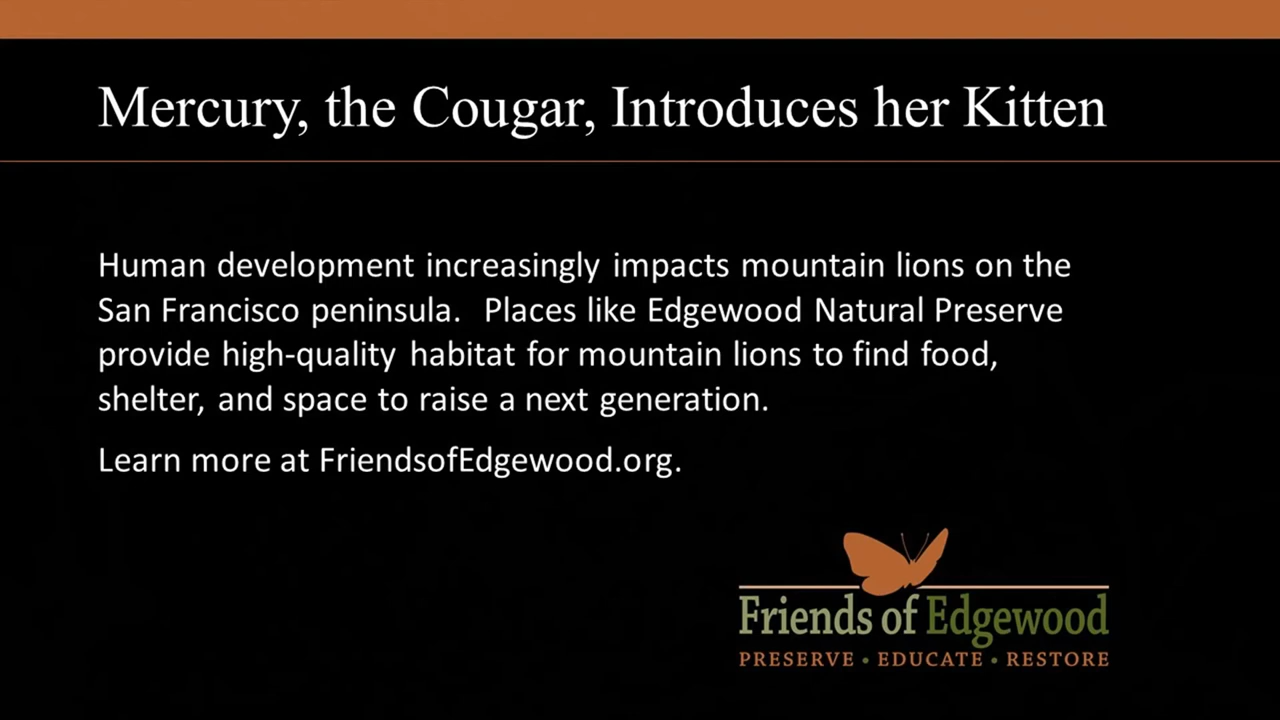 Mercury, the Cougar, Introduces her Kitten
Human development increasingly impacts mountain lions on the
San Francisco peninsula.  Places like Edgewood Natural Preserve
provide high-quality habitat for mountain lions to find food,
shelter, and space to raise a next generation.
Learn more at FriendsofEdgewood.org.
Friends of Edgewood
PRESERVE • EDUCATE • RESTORE